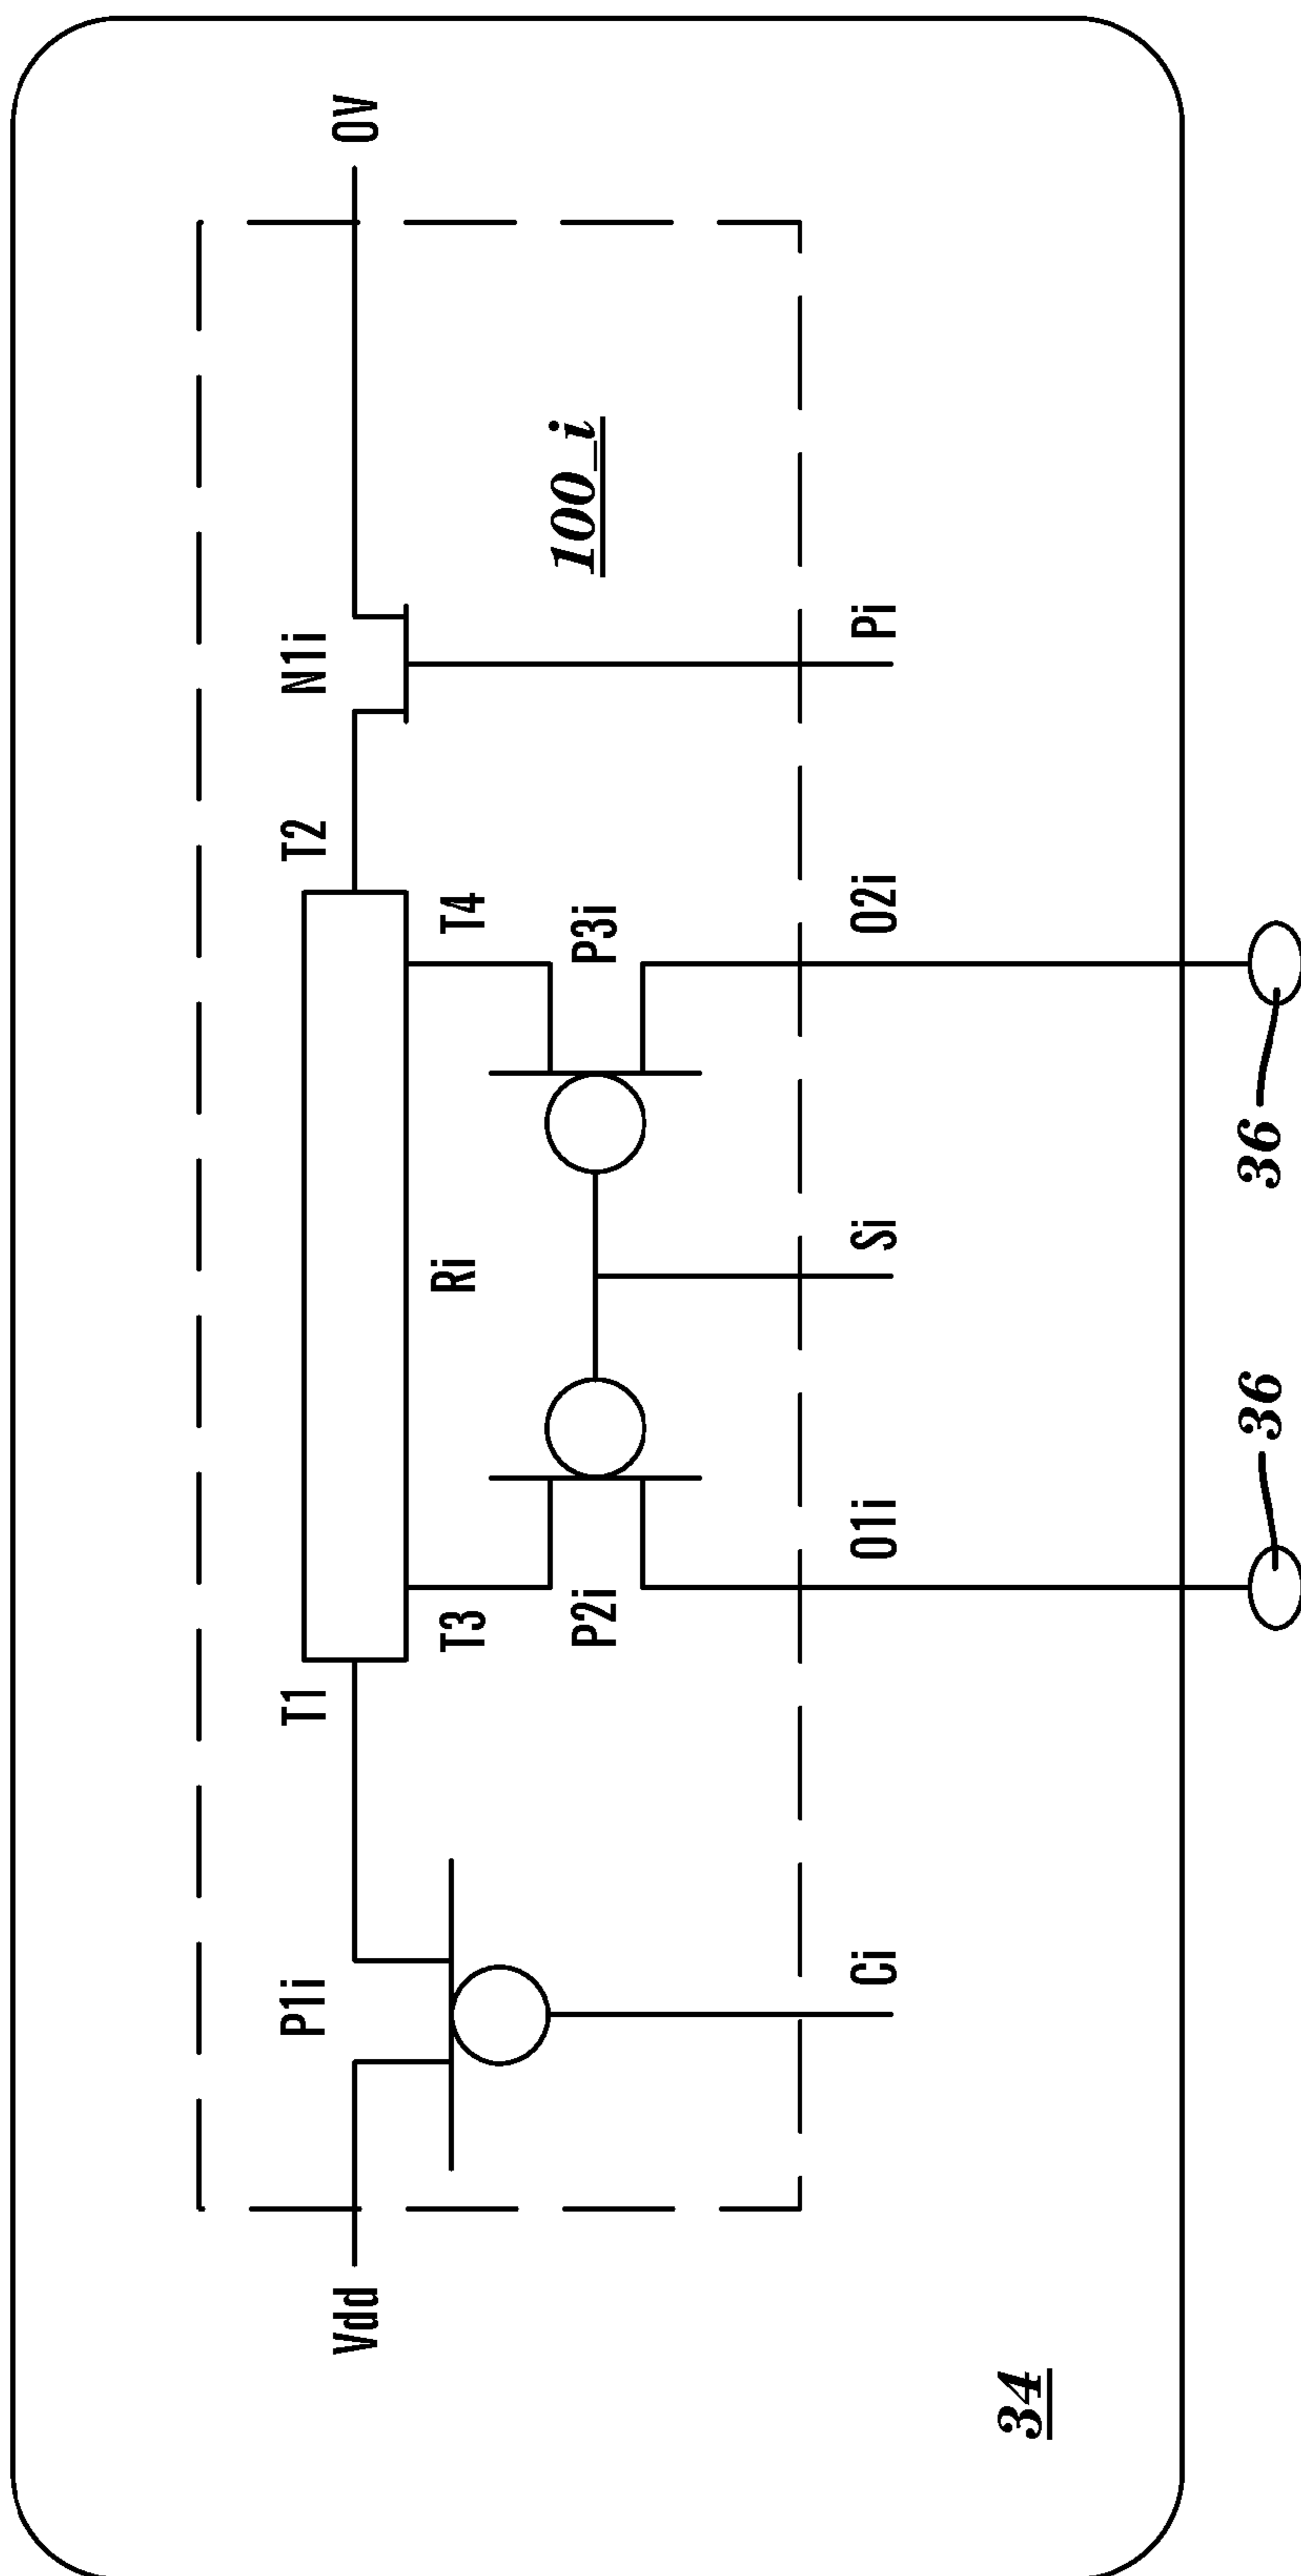 P1i
T1
T2
N1i
Vdd
0V
Ri
T3
T4
P2i
P3i
100_i
Ci
O1i
Si
O2i
Pi
34
36
36